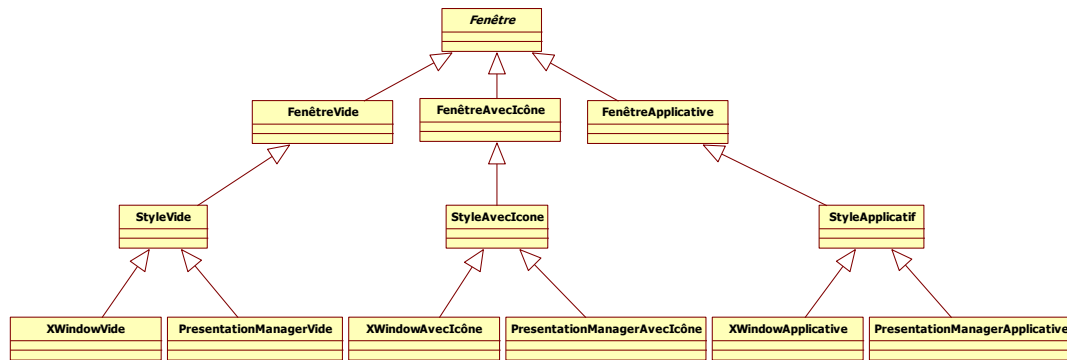 Fenêtre
FenêtreVide
FenêtreAvecIcône
FenêtreApplicative
StyleVide
StyleAvecIcone
StyleApplicatif
XWindowVide
PresentationManagerVide
XWindowAvecIcône
PresentationManagerAvecIcône
XWindowApplicative
PresentationManagerApplicative